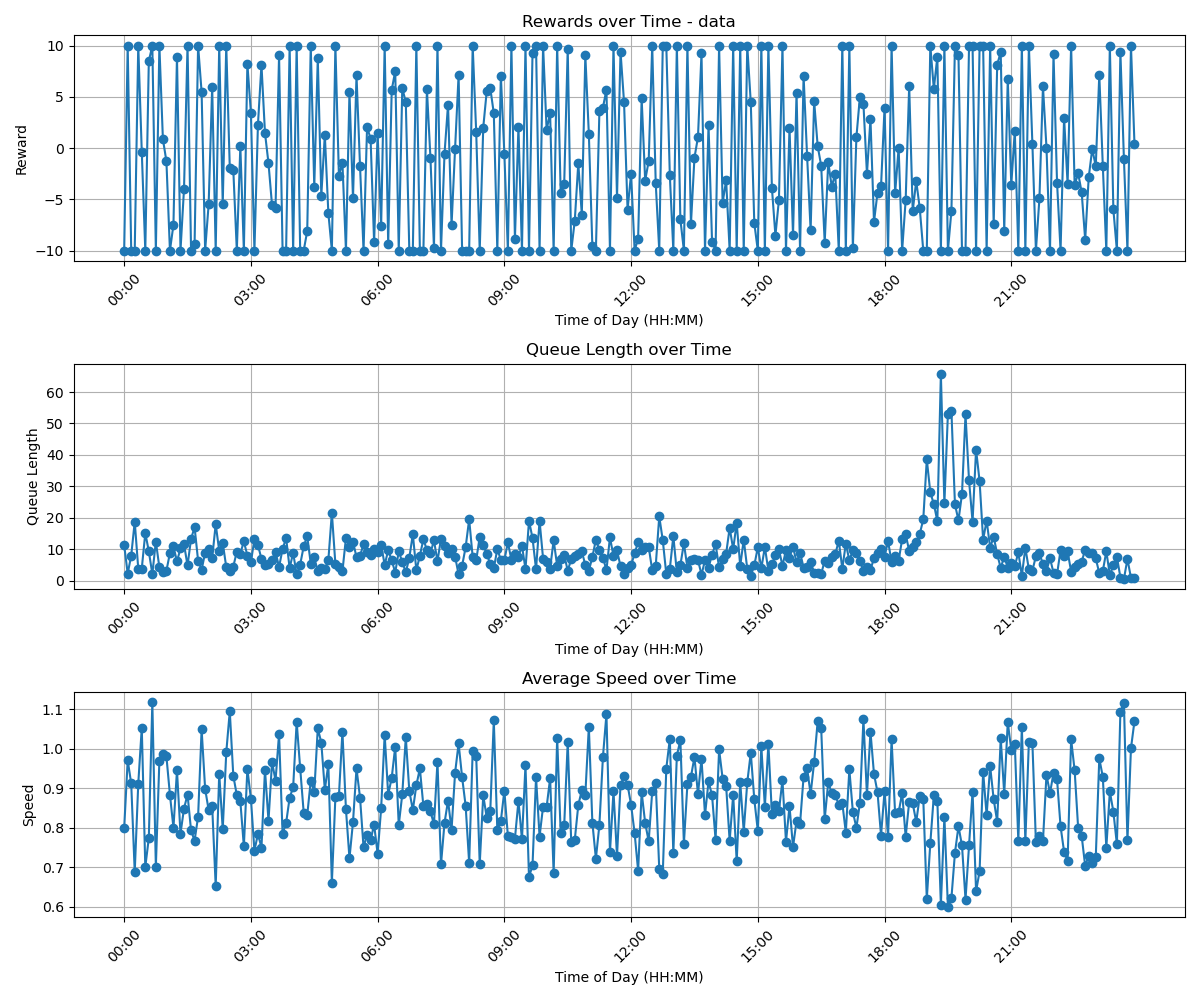 Rewards over Time - data
Reward
10
5
0
−5
−10
00:00 03:00 06:00 09:00 12:00 15:00 18:00 21:00
Time of Day (HH:MM)
Queue Length over Time
Queue Length
60
50
40
30
20
10
0
00:00 03:00 06:00 09:00 12:00 15:00 18:00 21:00
Time of Day (HH:MM)
Average Speed over Time
Speed
1.1
1.0
0.9
0.8
0.7
0.6
00:00 03:00 06:00 09:00 12:00 15:00 18:00 21:00
Time of Day (HH:MM)